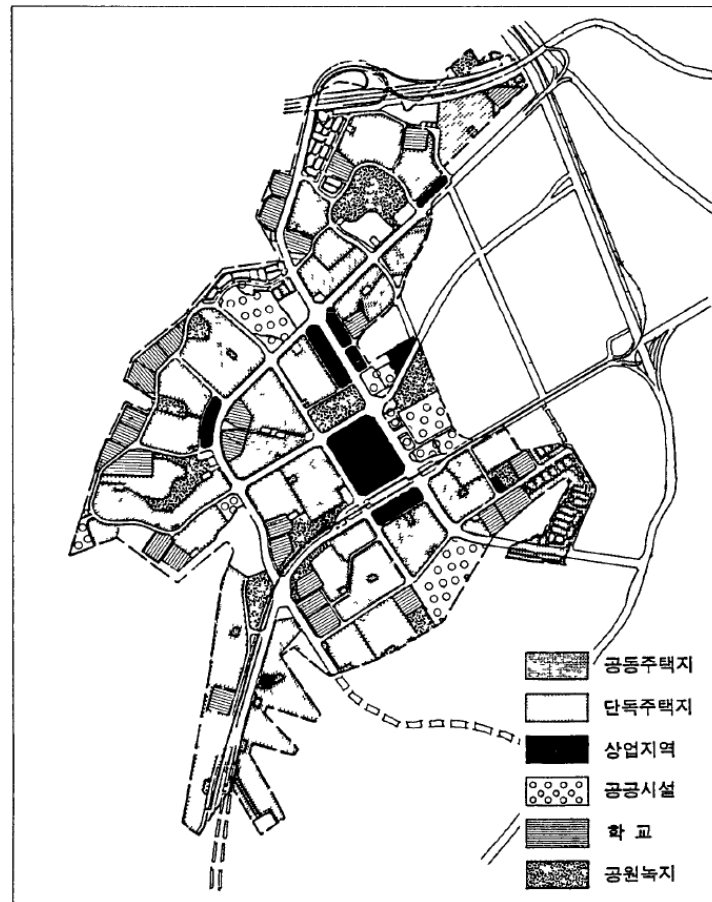 공동주택지
단독주택지
상업지역
공공시설
학 교
공원녹지